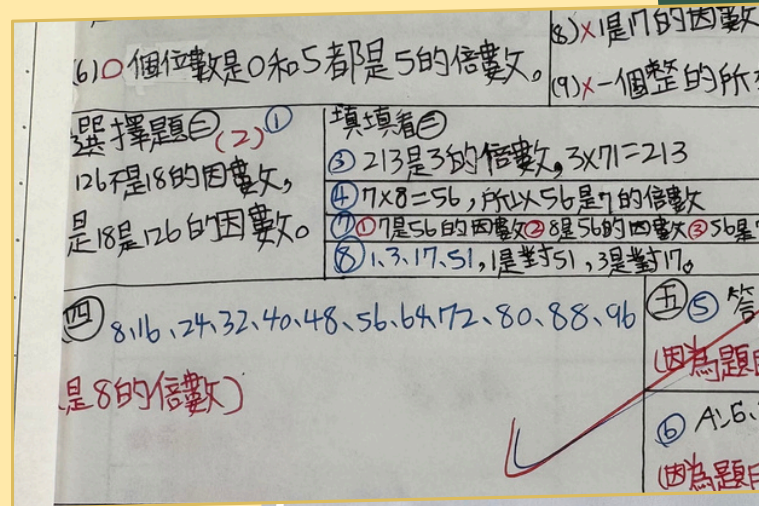 (6)○個位數是0和5都是5的倍數。
(8)×1是17的因數
(9)×一個整的所
選擇題㊂(2)①
126不是18的因數,
是18是126的因數。
填填看㊂
③213是3的倍數,3×71=213
④7×8=56,所以56是7的倍數
⑦①7是56的因數②8是56的因數③56是
⑧1、3、17、51,1是對51,3是對17。
㊃8、16、24、32、40、48、56、64、72、80、88、96
是8的倍數)
㊄⑤答
(因為題
⑥A:6、
(因為題